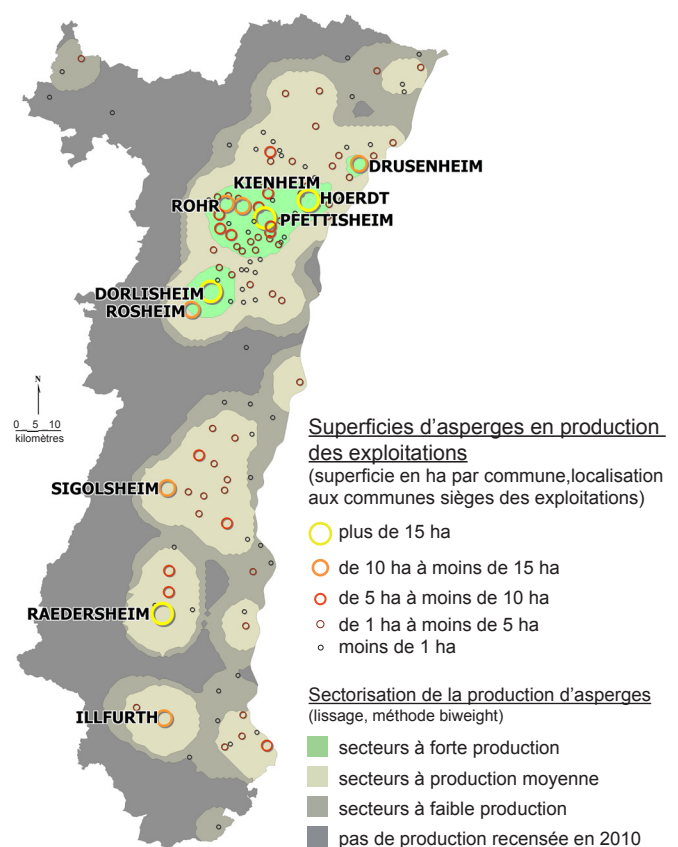 DRUSENHEIM
KIENHEIM
HOERDT
ROHR
PFETTISHEIM
DORLISHEIM
ROSHEIM
N
0 5 10
kilomètres
SIGOLSHEIM
RAEDERSHEIM
ILLFURTH
Superficies d'asperges en production
des exploitations
(superficie en ha par commune,localisation
aux communes sièges des exploitations)
plus de 15 ha
de 10 ha à moins de 15 ha
de 5 ha à moins de 10 ha
de 1 ha à moins de 5 ha
moins de 1 ha
Sectorisation de la production d'asperges
(lissage, méthode biweight)
secteurs à forte production
secteurs à production moyenne
secteurs à faible production
pas de production recensée en 2010